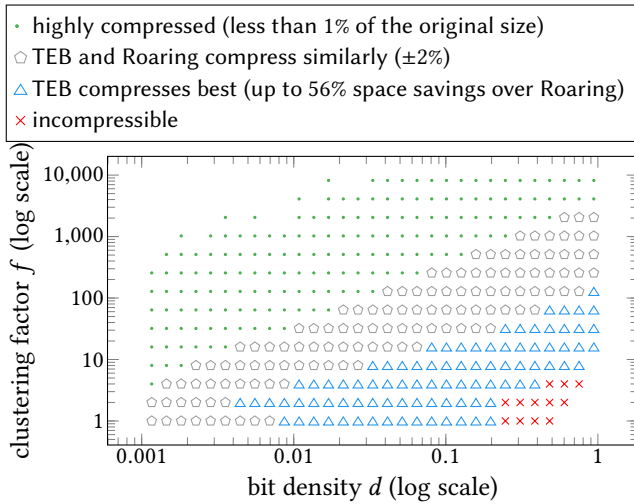 highly compressed (less than 1% of the original size)
TEB and Roaring compress similarly (±2%)
TEB compresses best (up to 56% space savings over Roaring)
incompressible
10,000
1,000
100
10
1
clustering factor f (log scale)
0.001 0.01 0.1 1
bit density d (log scale)